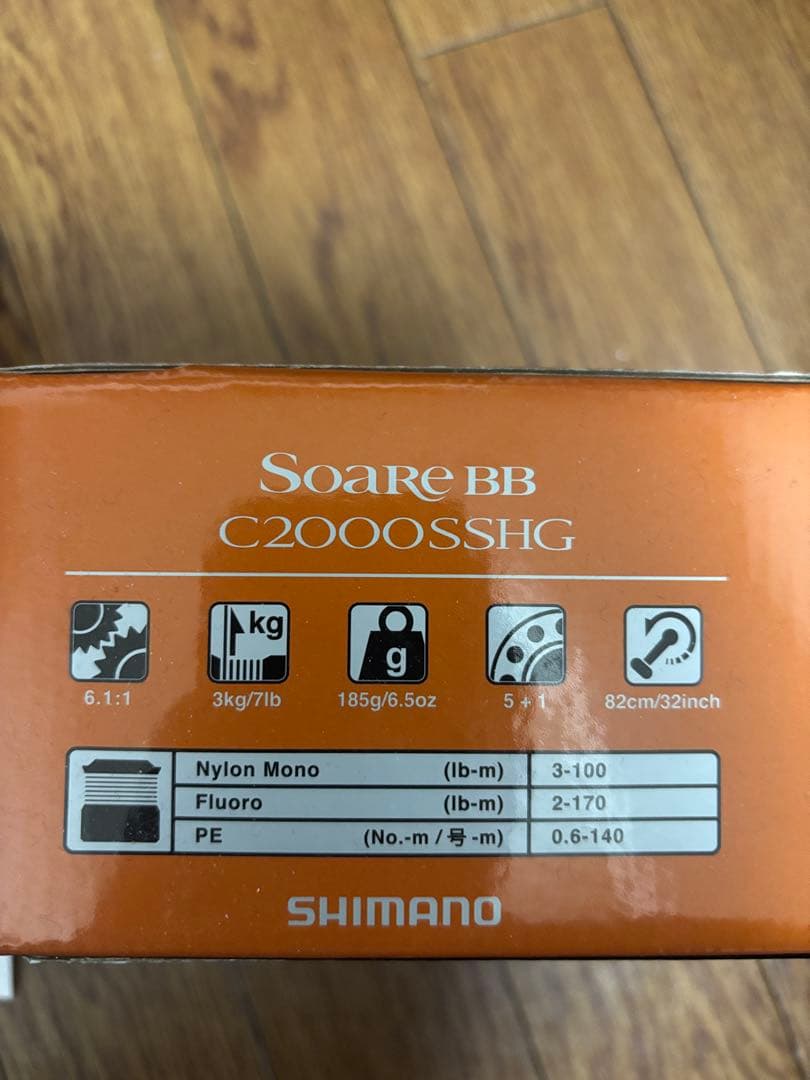 Soare BB
C2000SSHG
kg
g
6.1:1 3kg/7lb 185g/6.5oz 5 + 1 82cm/32inch
Nylon Mono (lb-m) 3-100
Fluoro (lb-m) 2-170
PE (No.-m / 号 -m) 0.6-140
SHIMANO